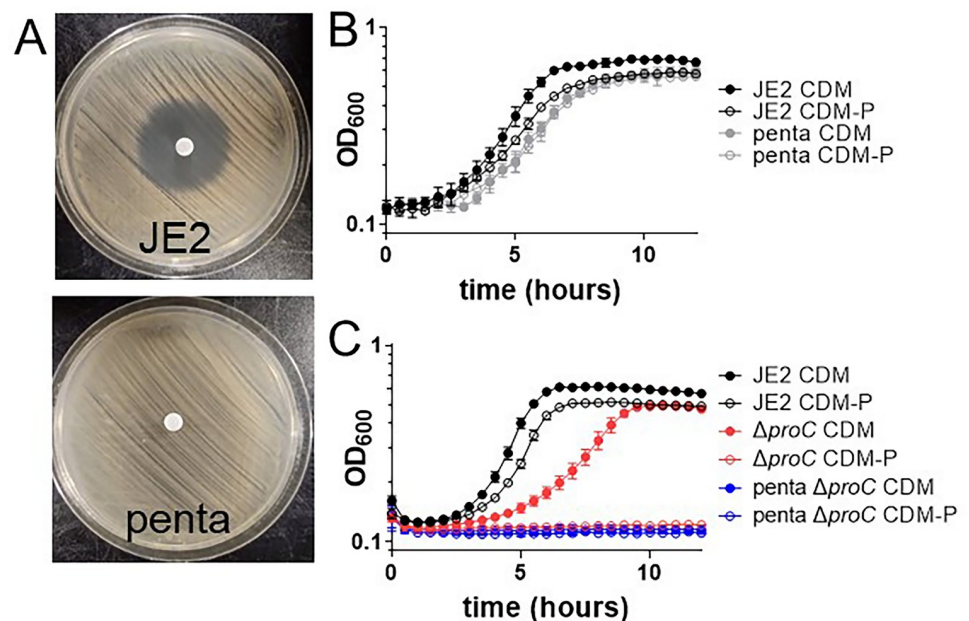 A
JE2
penta
B
1
OD600
0.1
0
5
10
time (hours)
JE2 CDM
JE2 CDM-P
penta CDM
penta CDM-P
C
1
OD600
0.1
0
5
10
time (hours)
JE2 CDM
JE2 CDM-P
ΔproC CDM
ΔproC CDM-P
penta ΔproC CDM
penta ΔproC CDM-P